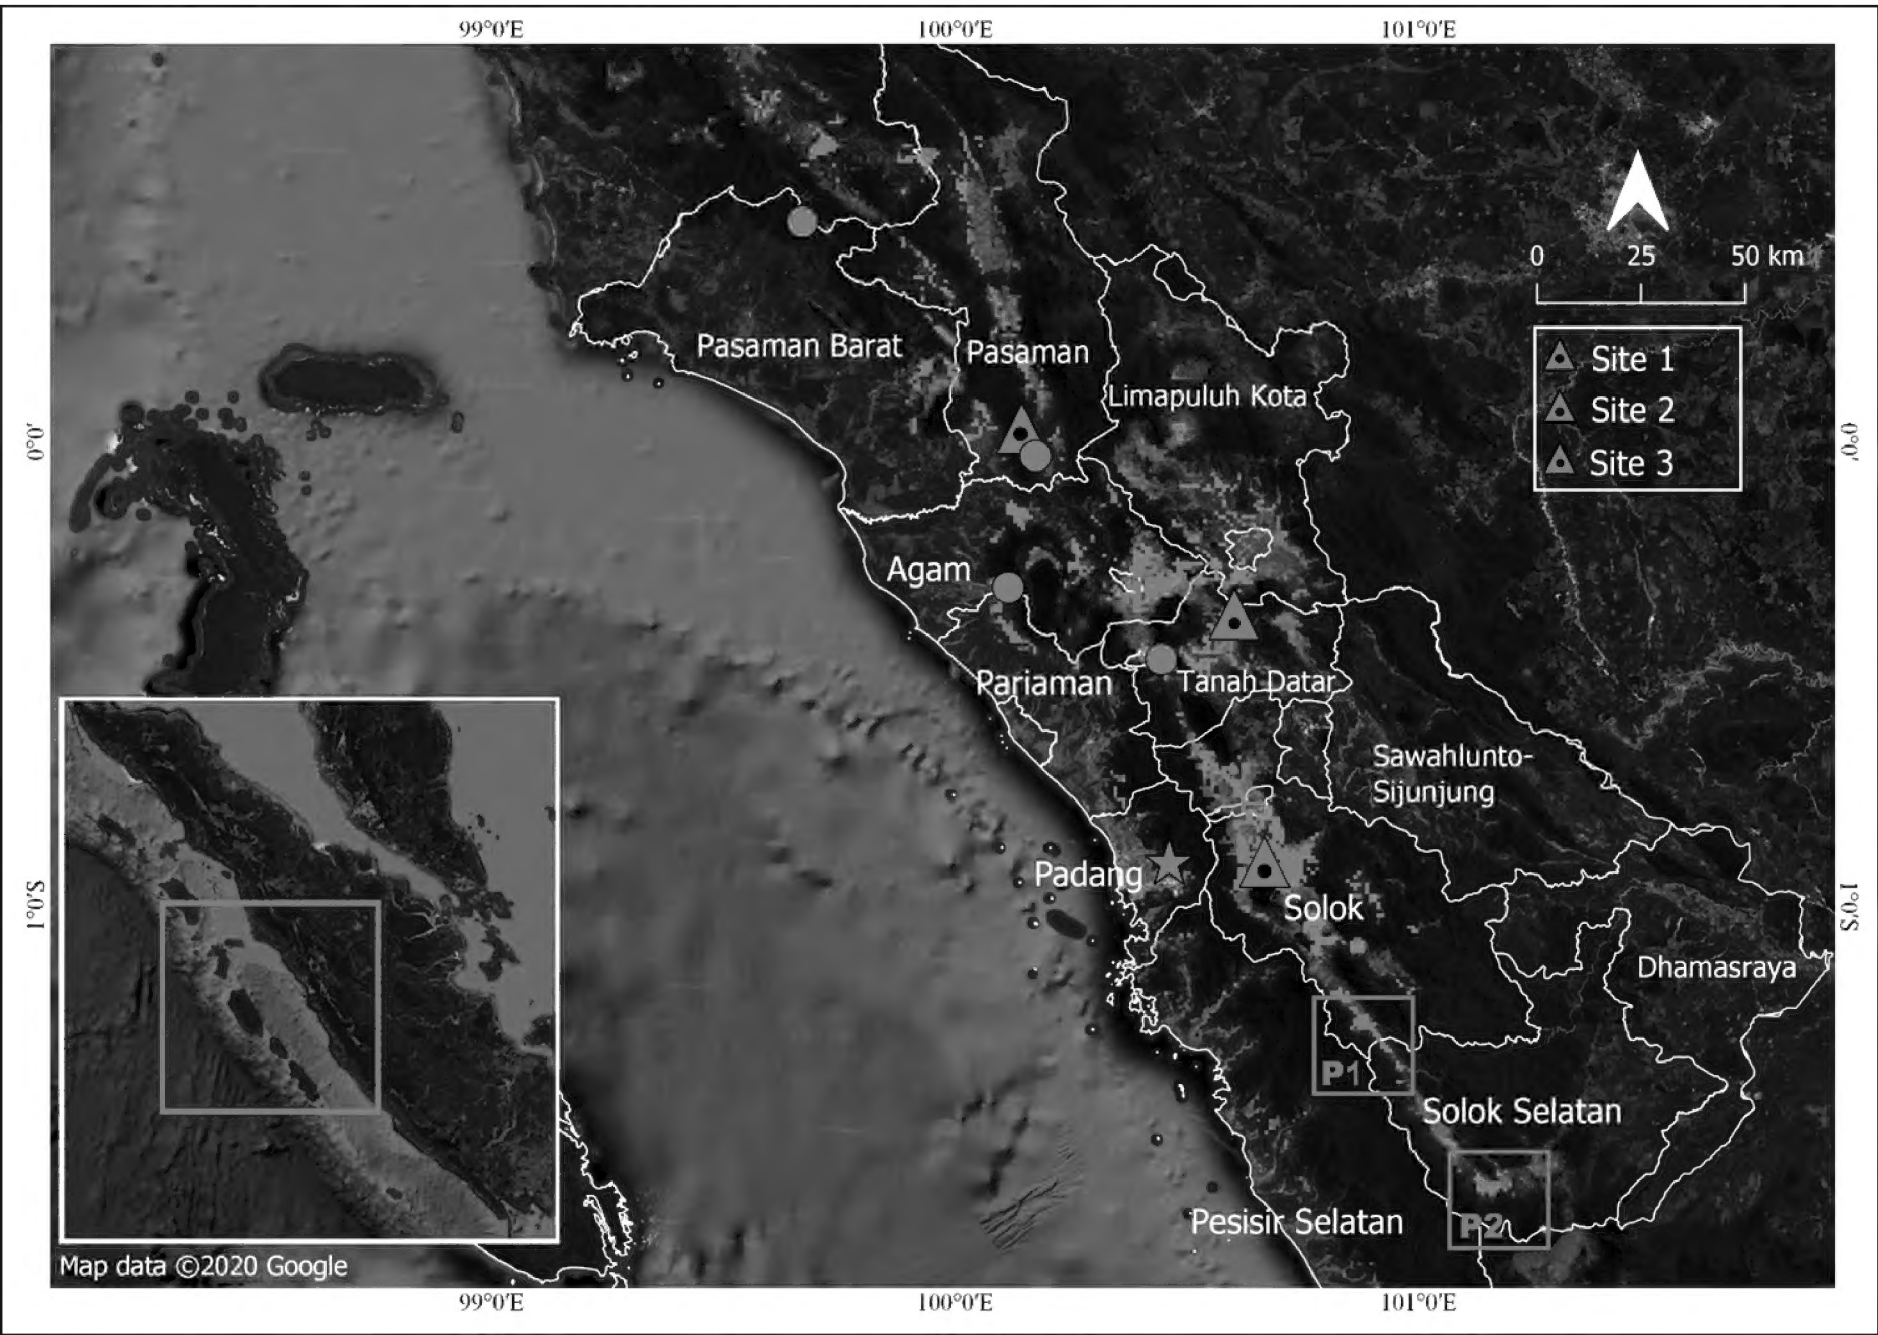 99°0'E 100°0'E 101°0'E
0 25 50 km
Pasaman Barat
Pasaman
Site 1
Limapuluh Kota
Site 2
0°0'
0°0'
Site 3
Agam
Pariaman
Tanah Datar
Sawahlunto-
Sijunjung
Padang
1°0'S
1°0'S
Solok
Dhamasraya
P1
Solok Selatan
Pesisir Selatan
P2
Map data ©2020 Google
99°0'E 100°0'E 101°0'E